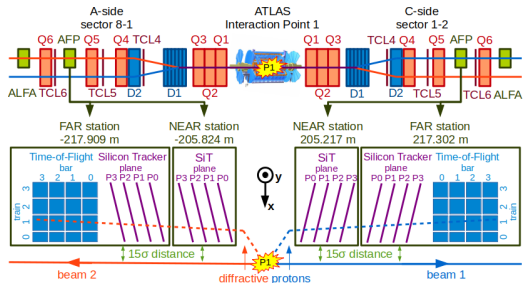 A-side
sector 8-1
ATLAS
Interaction Point 1
C-side
sector 1-2
Q6 AFP Q5 Q4 TCL4 Q3 Q1 Q1 Q3 TCL4 Q4 Q5 AFP Q6
P1
ALFA TCL6 TCL5 D2 D1 Q2 Q2 D1 D2 TCL5 TCL6 ALFA
FAR station
-217.909 m
NEAR station
-205.824 m
NEAR station
205.217 m
FAR station
217.302 m
Time-of-Flight
bar
3 2 1 0
train
3
2
1
0
Silicon Tracker
plane
P3 P2 P1 P0
SiT
plane
P3 P2 P1 P0
y
x
SiT
plane
P0 P1 P2 P3
Silicon Tracker
plane
P0 P1 P2 P3
Time-of-Flight
bar
0 1 2 3
train
3
2
1
0
15σ distance
15σ distance
P1
beam 2
diffractive protons
beam 1